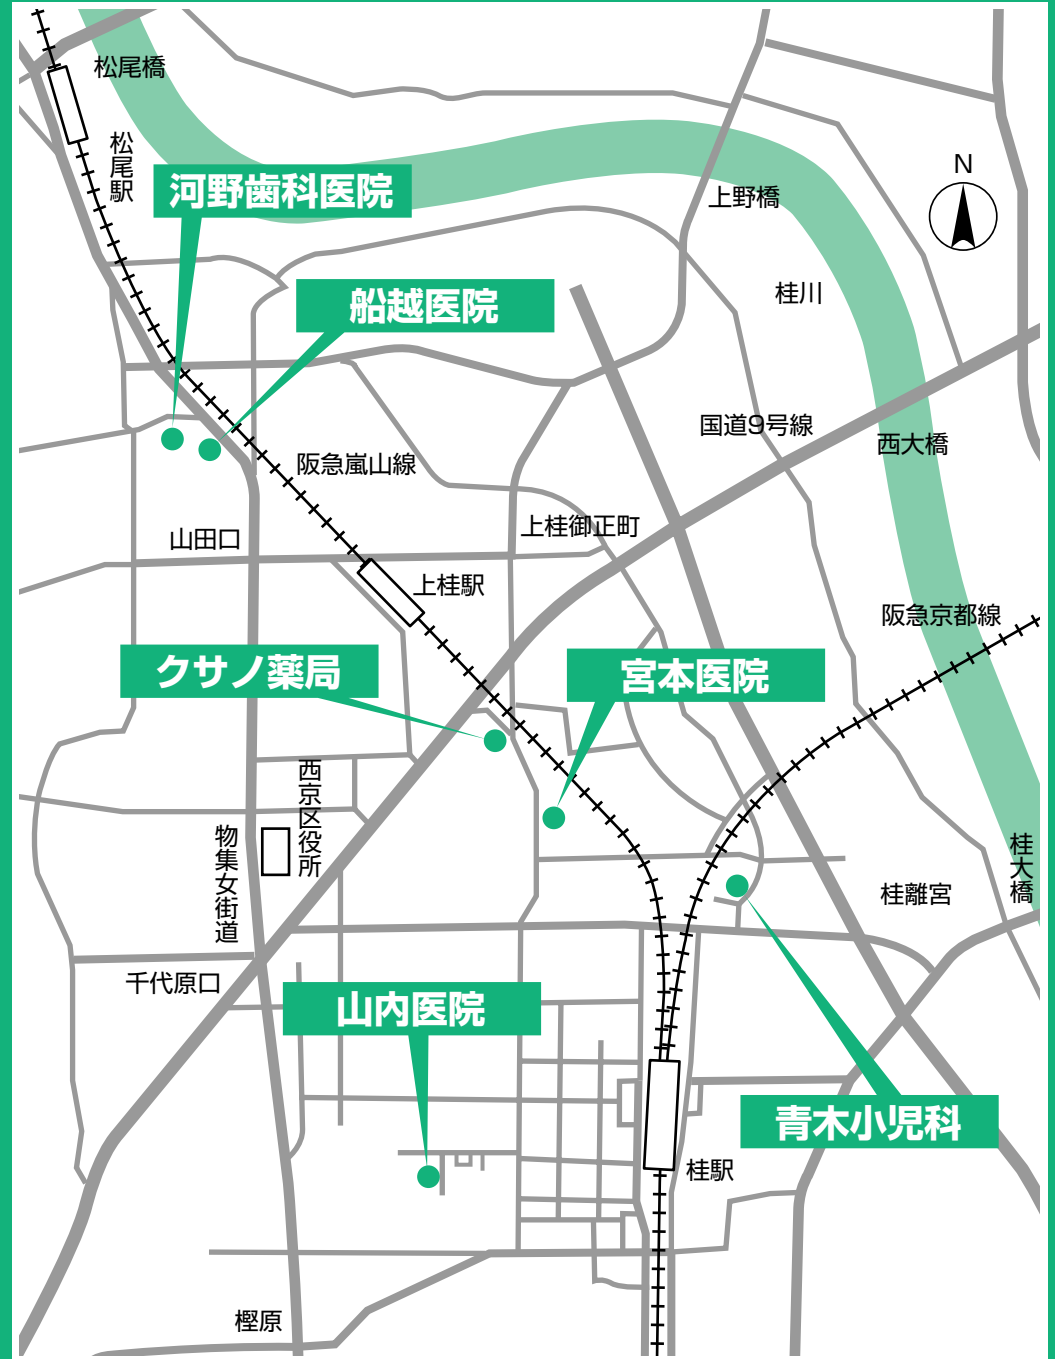 松尾橋
松尾駅
河野歯科医院
N
上野橋
桂川
船越医院
国道9号線
西大橋
阪急嵐山線
上桂御正町
山田口
上桂駅
阪急京都線
クサノ薬局
宮本医院
西京区役所
物集女街道
桂大橋
桂離宮
千代原口
山内医院
青木小児科
桂駅
樫原